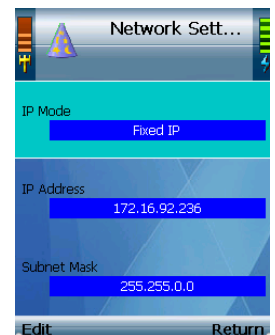 Network Sett...
IP Mode
Fixed IP
IP Address
172.16.92.236
Subnet Mask
255.255.0.0
Edit Return